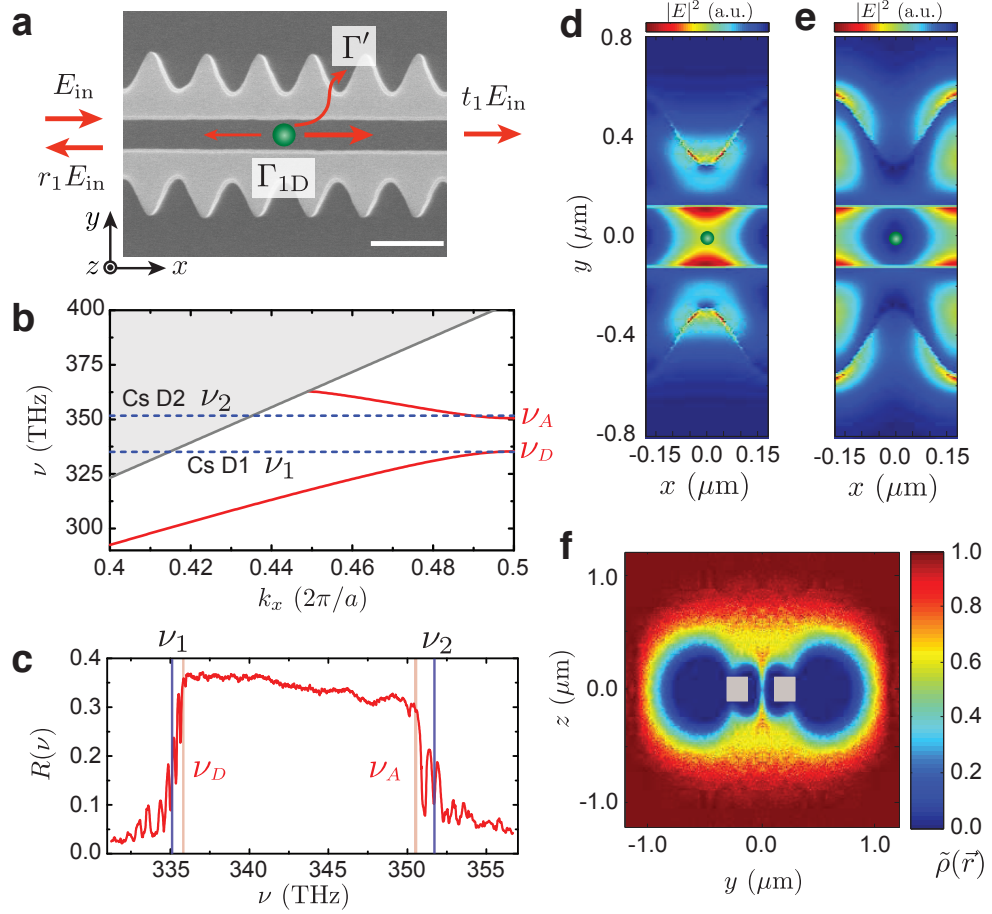 a
E_in
r_1 E_in
Γ′
Γ_1D
t_1 E_in
y
z
x
b
400
375
350
325
300
ν (THz)
Cs D2 ν_2
Cs D1 ν_1
ν_A
ν_D
0.4 0.42 0.44 0.46 0.48 0.5
k_x (2π/a)
c
ν_1 ν_2
0.4
0.3
0.2
0.1
0.0
R(ν)
ν_D ν_A
335 340 345 350 355
ν (THz)
d
|E|² (a.u.)
0.8
0.4
0.0
-0.4
-0.8
y (μm)
-0.15 0.0 0.15
x (μm)
e
|E|² (a.u.)
-0.15 0.0 0.15
x (μm)
f
1.0
0.0
-1.0
z (μm)
-1.0 0.0 1.0
y (μm)
1.0
0.8
0.6
0.4
0.2
0.0
ρ̃(r⃗)